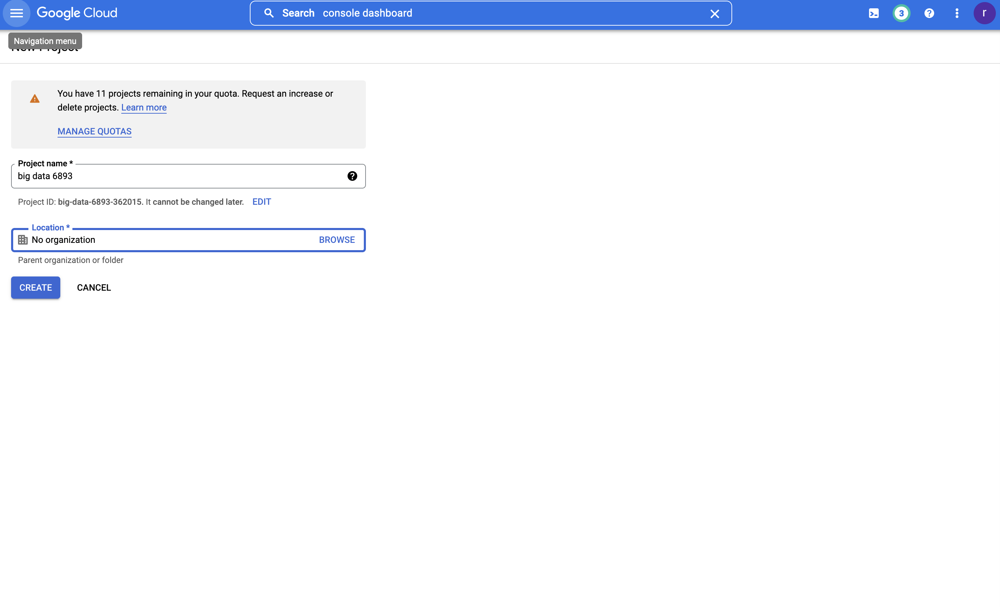 Google Cloud
Search console dashboard
3
r
Navigation menu
New Project
You have 11 projects remaining in your quota. Request an increase or
delete projects. Learn more
MANAGE QUOTAS
Project name *
big data 6893
Project ID: big-data-6893-362015. It cannot be changed later. EDIT
Location *
No organization BROWSE
Parent organization or folder
CREATE CANCEL